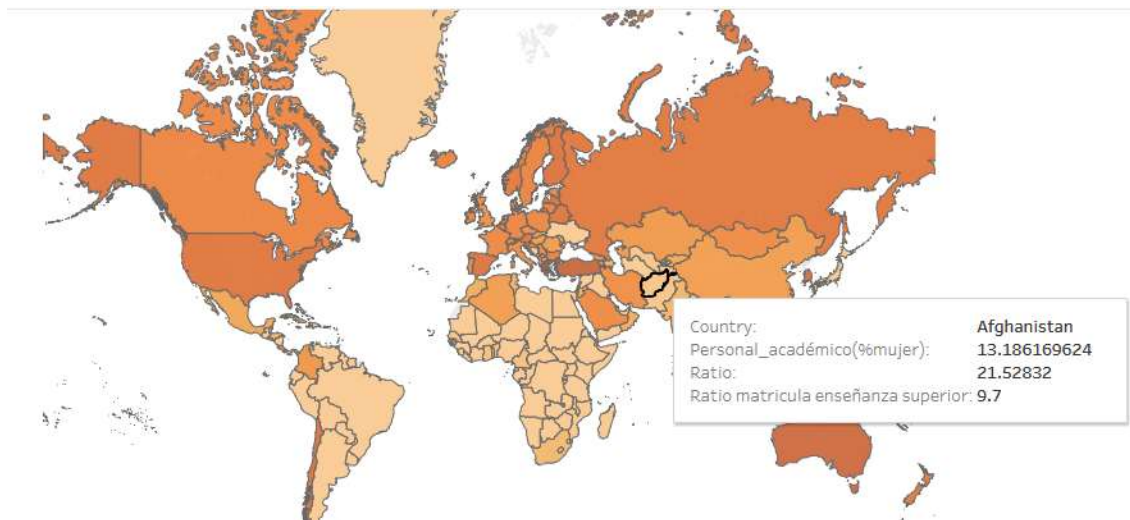 Country: Afghanistan
Personal_académico(%mujer): 13.186169624
Ratio: 21.52832
Ratio matricula enseñanza superior: 9.7